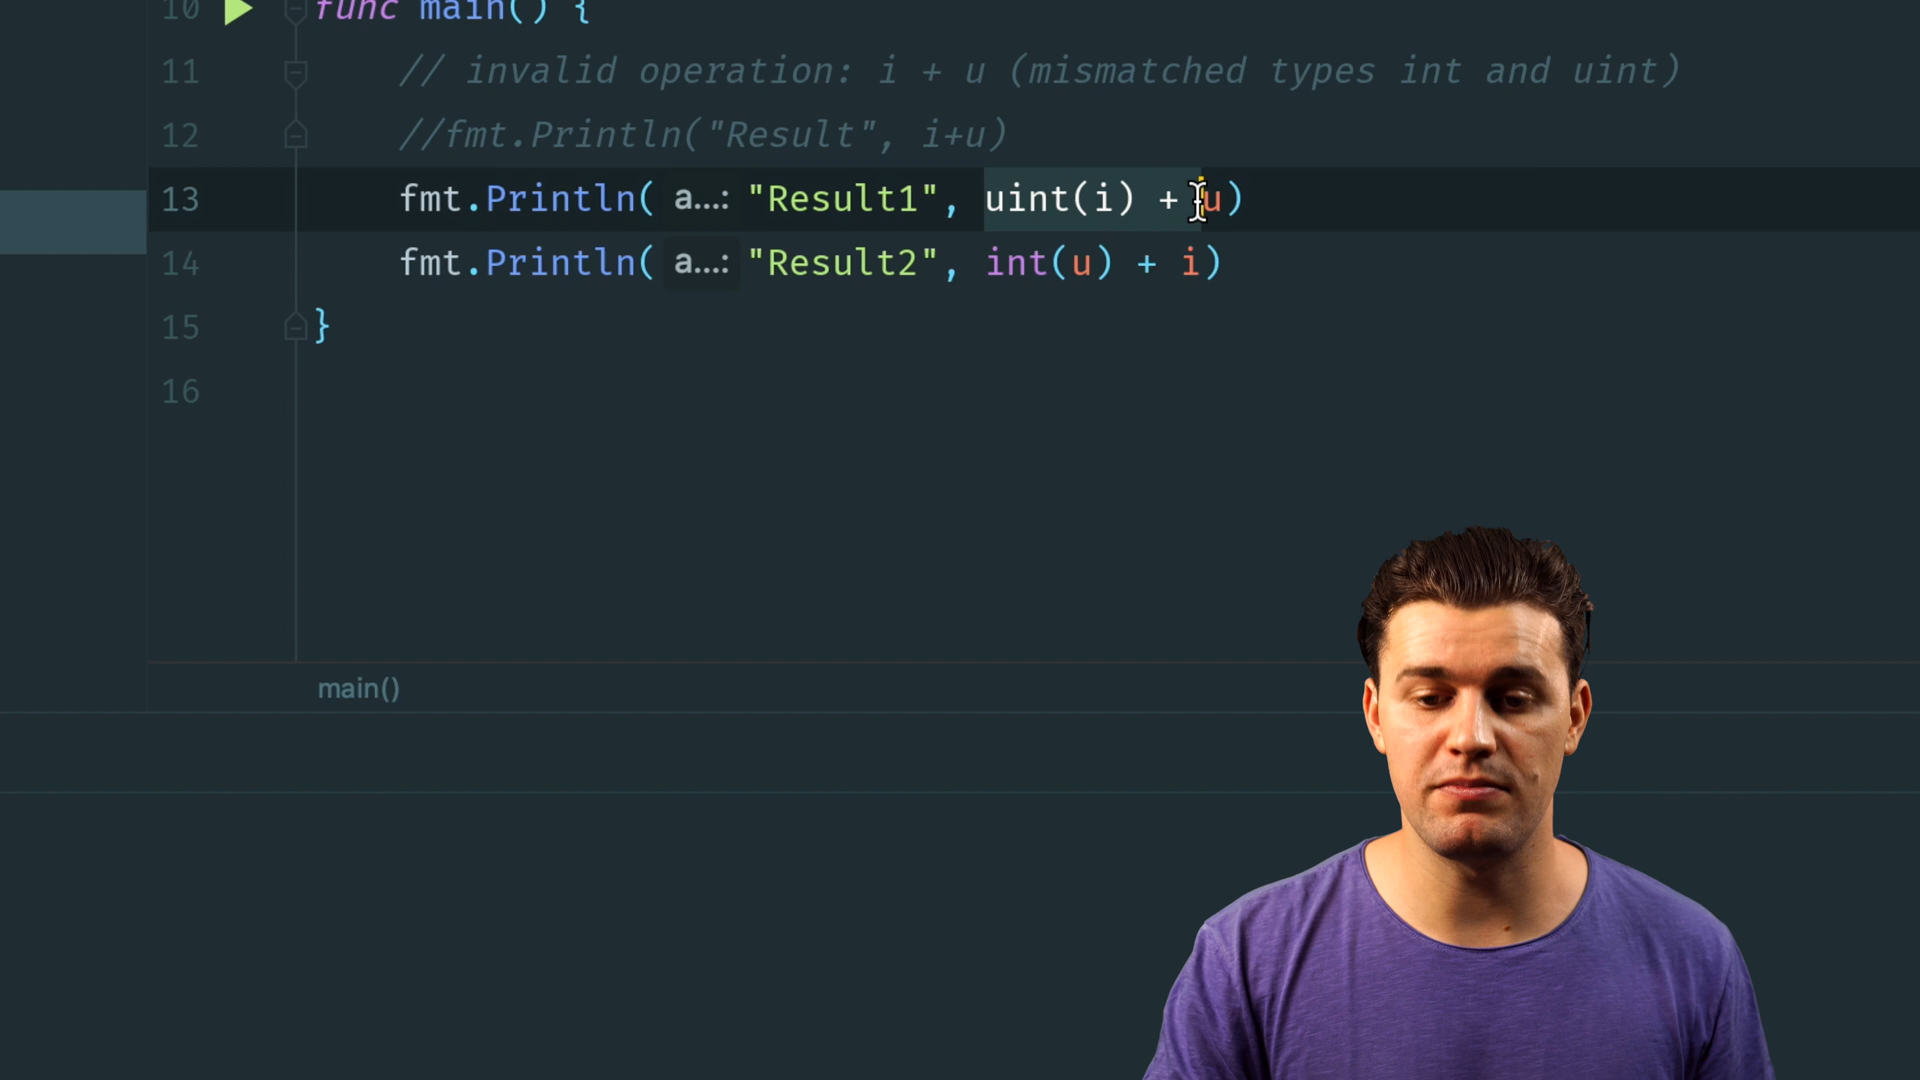 10 func main() {
11 // invalid operation: i + u (mismatched types int and uint)
12 //fmt.Println("Result", i+u)
13 fmt.Println( a...: "Result1", uint(i) + u)
14 fmt.Println( a...: "Result2", int(u) + i)
15 }
16
main()